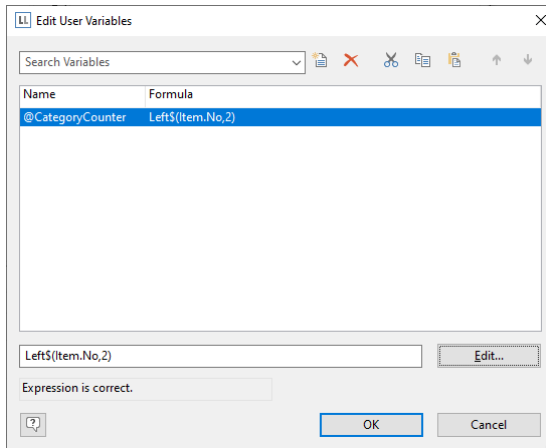 LL Edit User Variables
Search Variables
Name Formula
@CategoryCounter Left$(Item.No,2)
Left$(Item.No,2)
Edit...
Expression is correct.
?
OK
Cancel